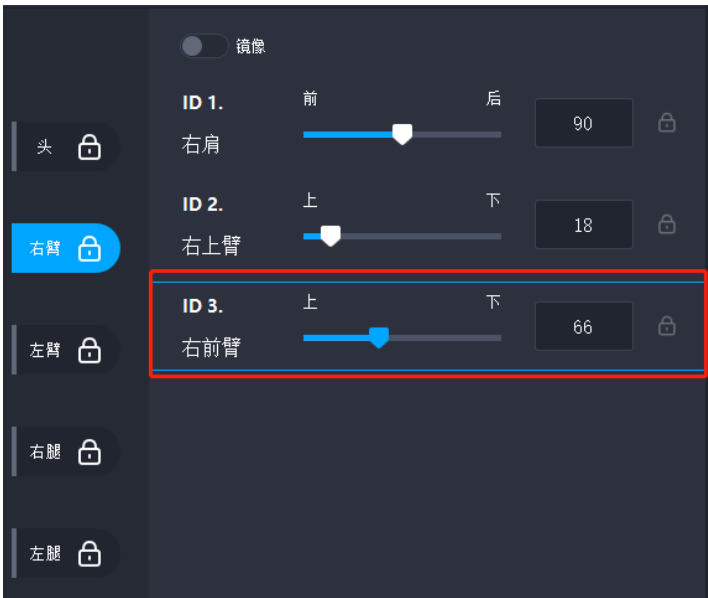 镜像
头
右臂
左臂
右腿
左腿
ID 1.
前
后
90
右肩
ID 2.
上
下
18
右上臂
ID 3.
上
下
66
右前臂